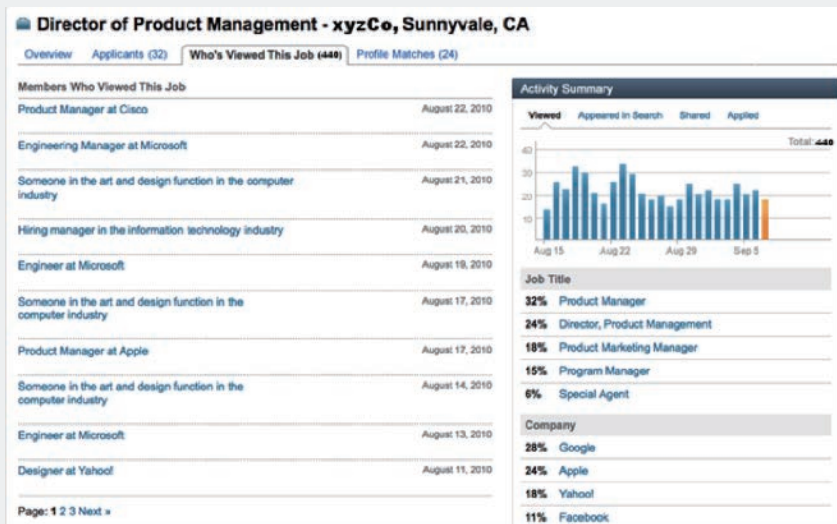 Director of Product Management - xyzCo, Sunnyvale, CA
Overview Applicants (32) Who's Viewed This Job (440) Profile Matches (24)
Members Who Viewed This Job
Product Manager at Cisco August 22, 2010
Engineering Manager at Microsoft August 22, 2010
Someone in the art and design function in the computer August 21, 2010
industry
Hiring manager in the information technology industry August 20, 2010
Engineer at Microsoft August 19, 2010
Someone in the art and design function in the August 17, 2010
computer industry
Product Manager at Apple August 17, 2010
Someone in the art and design function in the August 14, 2010
computer industry
Engineer at Microsoft August 13, 2010
Designer at Yahoo! August 11, 2010
Page: 1 2 3 Next »
Activity Summary
Viewed Appeared in Search Shared Applied
Total: 440
40
30
20
10
Aug 15 Aug 22 Aug 29 Sep 5
Job Title
32% Product Manager
24% Director, Product Management
18% Product Marketing Manager
15% Program Manager
6% Special Agent
Company
28% Google
24% Apple
18% Yahoo!
11% Facebook